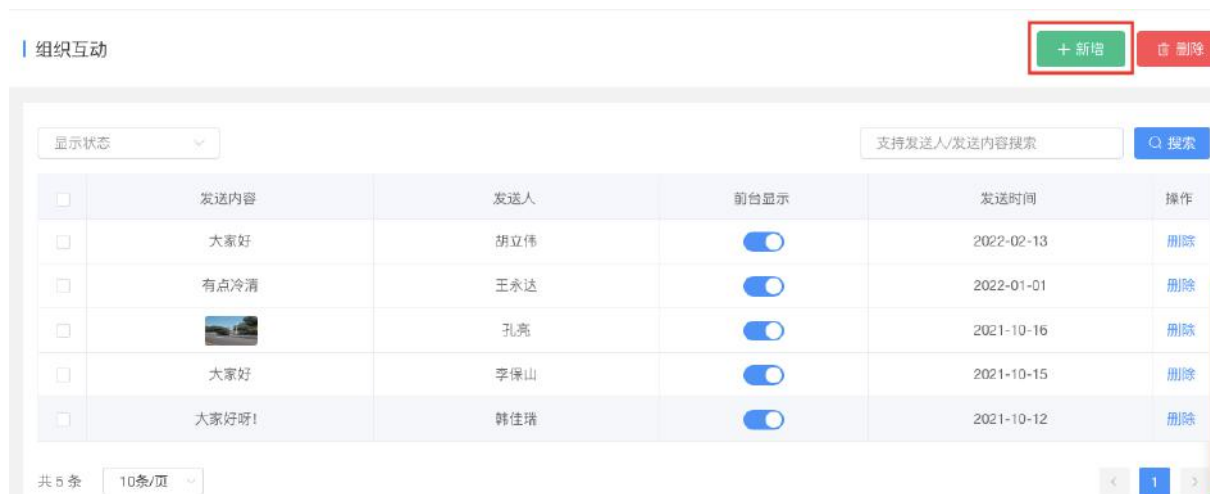 组织互动
+ 新增
删除
显示状态
支持发送人/发送内容搜索
搜索
发送内容 发送人 前台显示 发送时间 操作
大家好 胡立伟 2022-02-13 删除
有点冷清 王永达 2022-01-01 删除
孔亮 2021-10-16 删除
大家好 李保山 2021-10-15 删除
大家好呀! 韩佳瑞 2021-10-12 删除
共 5 条 10条/页 1